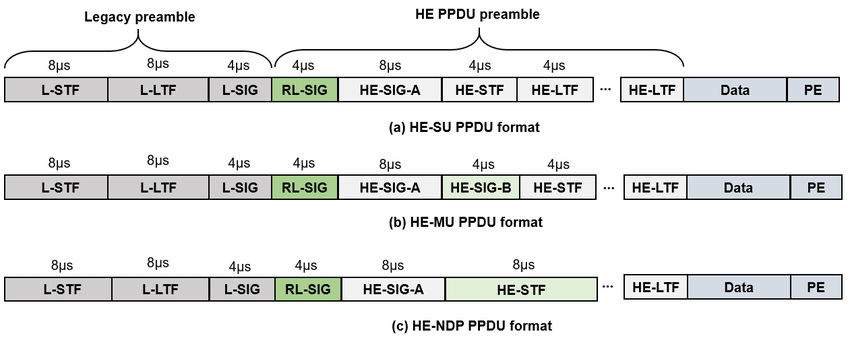 Legacy preamble HE PPDU preamble
8μs 8μs 4μs 4μs 8μs 4μs 4μs
L-STF L-LTF L-SIG RL-SIG HE-SIG-A HE-STF HE-LTF ... HE-LTF Data PE
(a) HE-SU PPDU format
8μs 8μs 4μs 4μs 8μs 4μs 4μs
L-STF L-LTF L-SIG RL-SIG HE-SIG-A HE-SIG-B HE-STF ... HE-LTF Data PE
(b) HE-MU PPDU format
8μs 8μs 4μs 4μs 8μs 8μs
L-STF L-LTF L-SIG RL-SIG HE-SIG-A HE-STF ... HE-LTF Data PE
(c) HE-NDP PPDU format